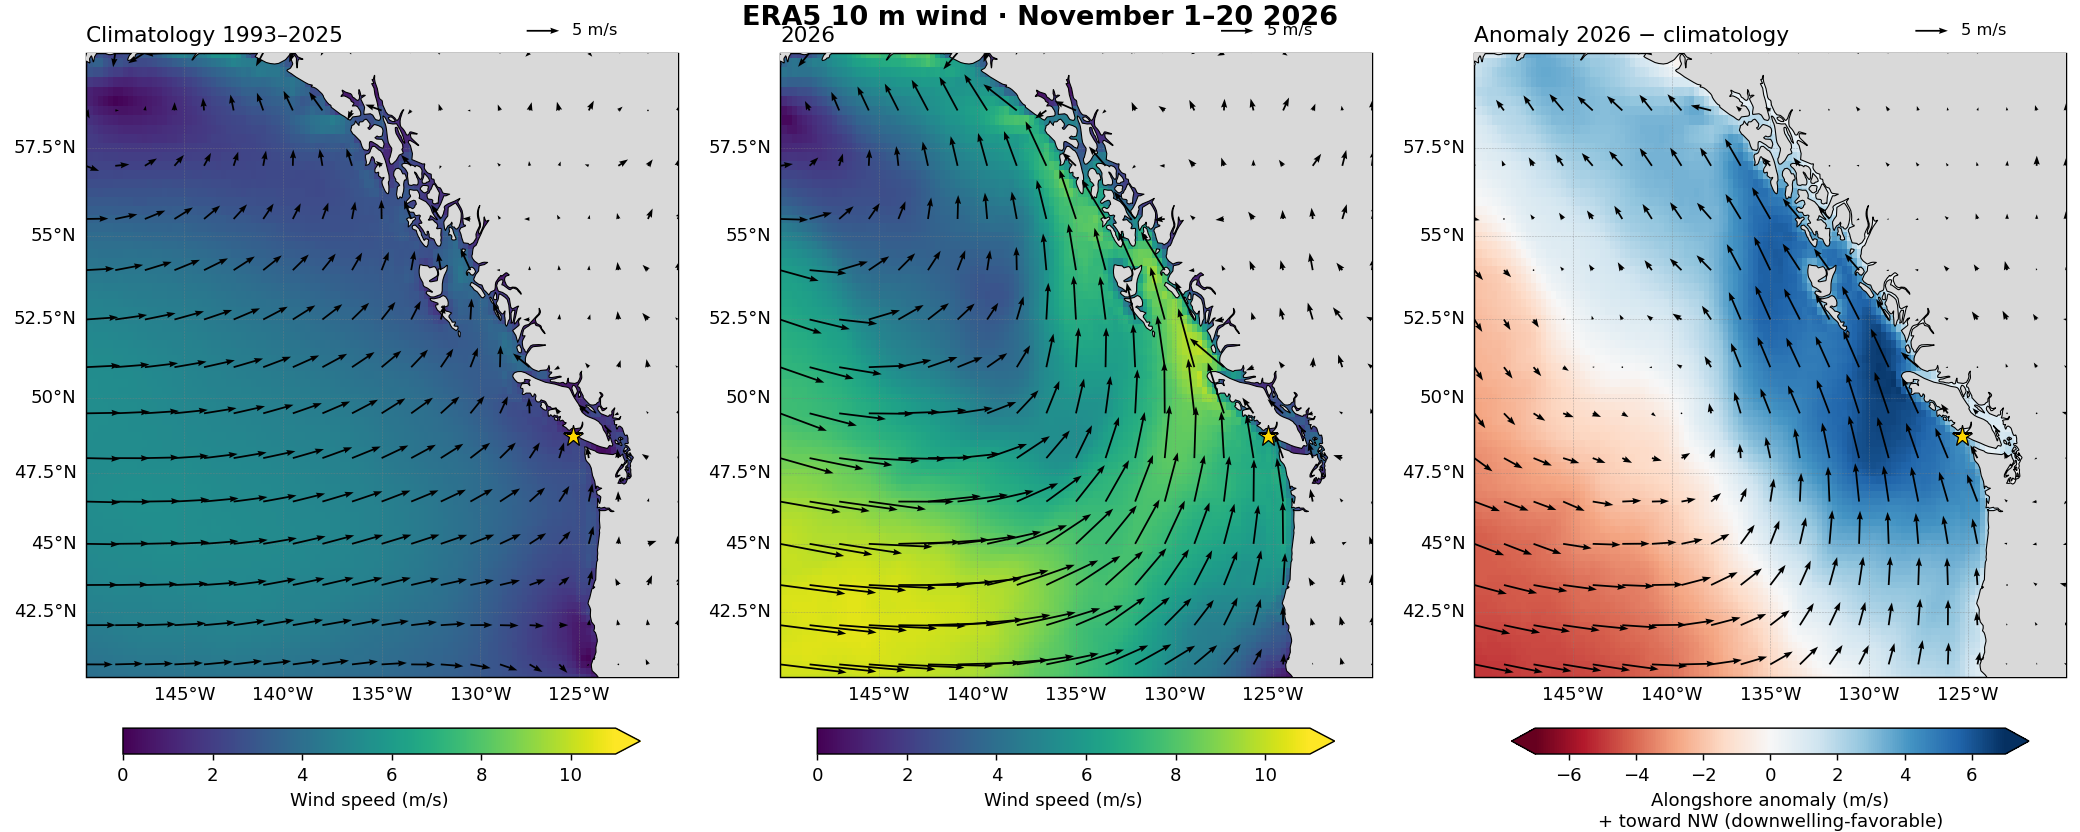 ERA5 10 m wind · November 1–20 2026
Climatology 1993–2025
5 m/s
2026
5 m/s
Anomaly 2026 − climatology
5 m/s
57.5°N
55°N
52.5°N
50°N
47.5°N
45°N
42.5°N
145°W 140°W 135°W 130°W 125°W
57.5°N
55°N
52.5°N
50°N
47.5°N
45°N
42.5°N
145°W 140°W 135°W 130°W 125°W
57.5°N
55°N
52.5°N
50°N
47.5°N
45°N
42.5°N
145°W 140°W 135°W 130°W 125°W
0 2 4 6 8 10
Wind speed (m/s)
0 2 4 6 8 10
Wind speed (m/s)
−6 −4 −2 0 2 4 6
Alongshore anomaly (m/s)
+ toward NW (downwelling-favorable)